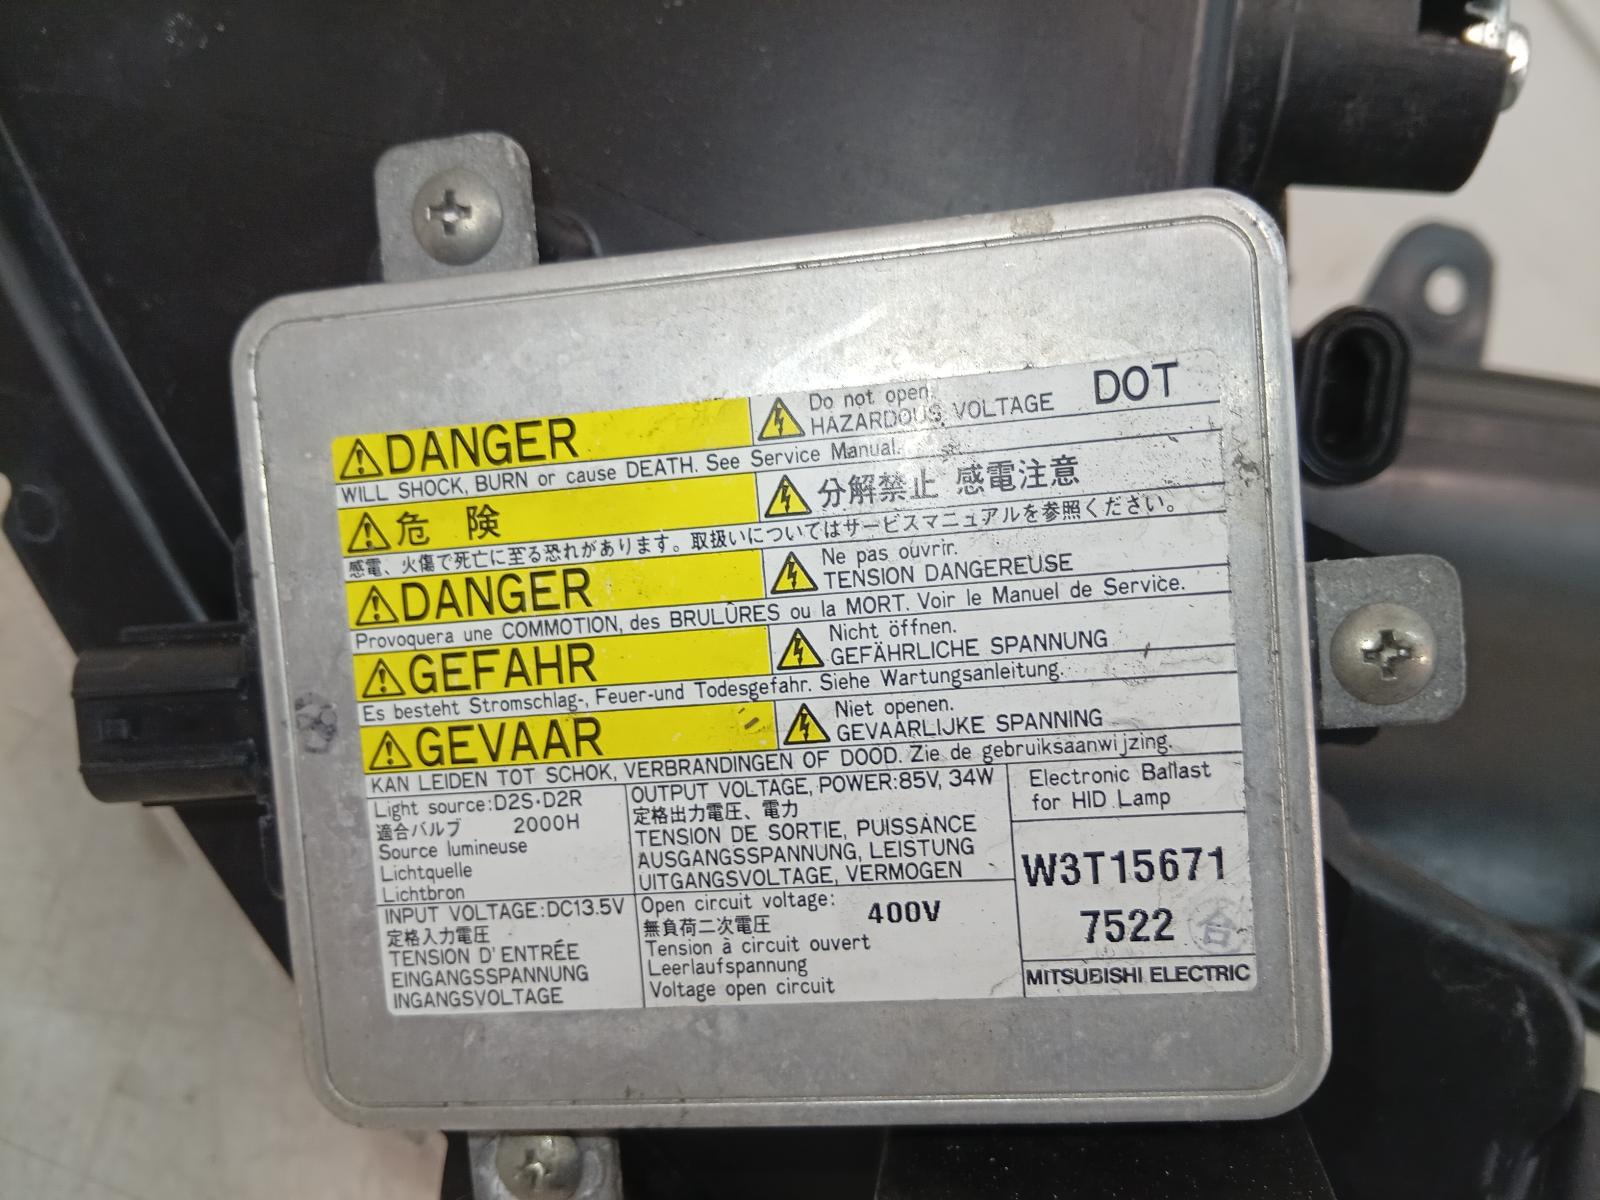 DANGER
Do not open.
HAZARDOUS VOLTAGE
DOT
WILL SHOCK, BURN or cause DEATH. See Service Manual.
危 険
分解禁止 感電注意
感電、火傷で死亡に至る恐れがあります。取扱いについてはサービスマニュアルを参照ください。
DANGER
Ne pas ouvrir.
TENSION DANGEREUSE
Provoquera une COMMOTION, des BRULÛRES ou la MORT. Voir le Manuel de Service.
GEFAHR
Nicht öffnen.
GEFÄHRLICHE SPANNUNG
Es besteht Stromschlag-, Feuer-und Todesgefahr. Siehe Wartungsanleitung.
GEVAAR
Niet openen.
GEVAARLIJKE SPANNING
KAN LEIDEN TOT SCHOK, VERBRANDINGEN OF DOOD. Zie de gebruiksaanwijzing.
Light source:D2S·D2R
適合バルブ 2000H
Source lumineuse
Lichtquelle
Lichtbron
INPUT VOLTAGE:DC13.5V
定格入力電圧
TENSION D'ENTRÉE
EINGANGSSPANNUNG
INGANGSVOLTAGE
OUTPUT VOLTAGE, POWER:85V, 34W
定格出力電圧、電力
TENSION DE SORTIE, PUISSANCE
AUSGANGSSPANNUNG, LEISTUNG
UITGANGSVOLTAGE, VERMOGEN
Open circuit voltage: 400V
無負荷二次電圧
Tension à circuit ouvert
Leerlaufspannung
Voltage open circuit
Electronic Ballast
for HID Lamp
W3T15671
7522 合
MITSUBISHI ELECTRIC